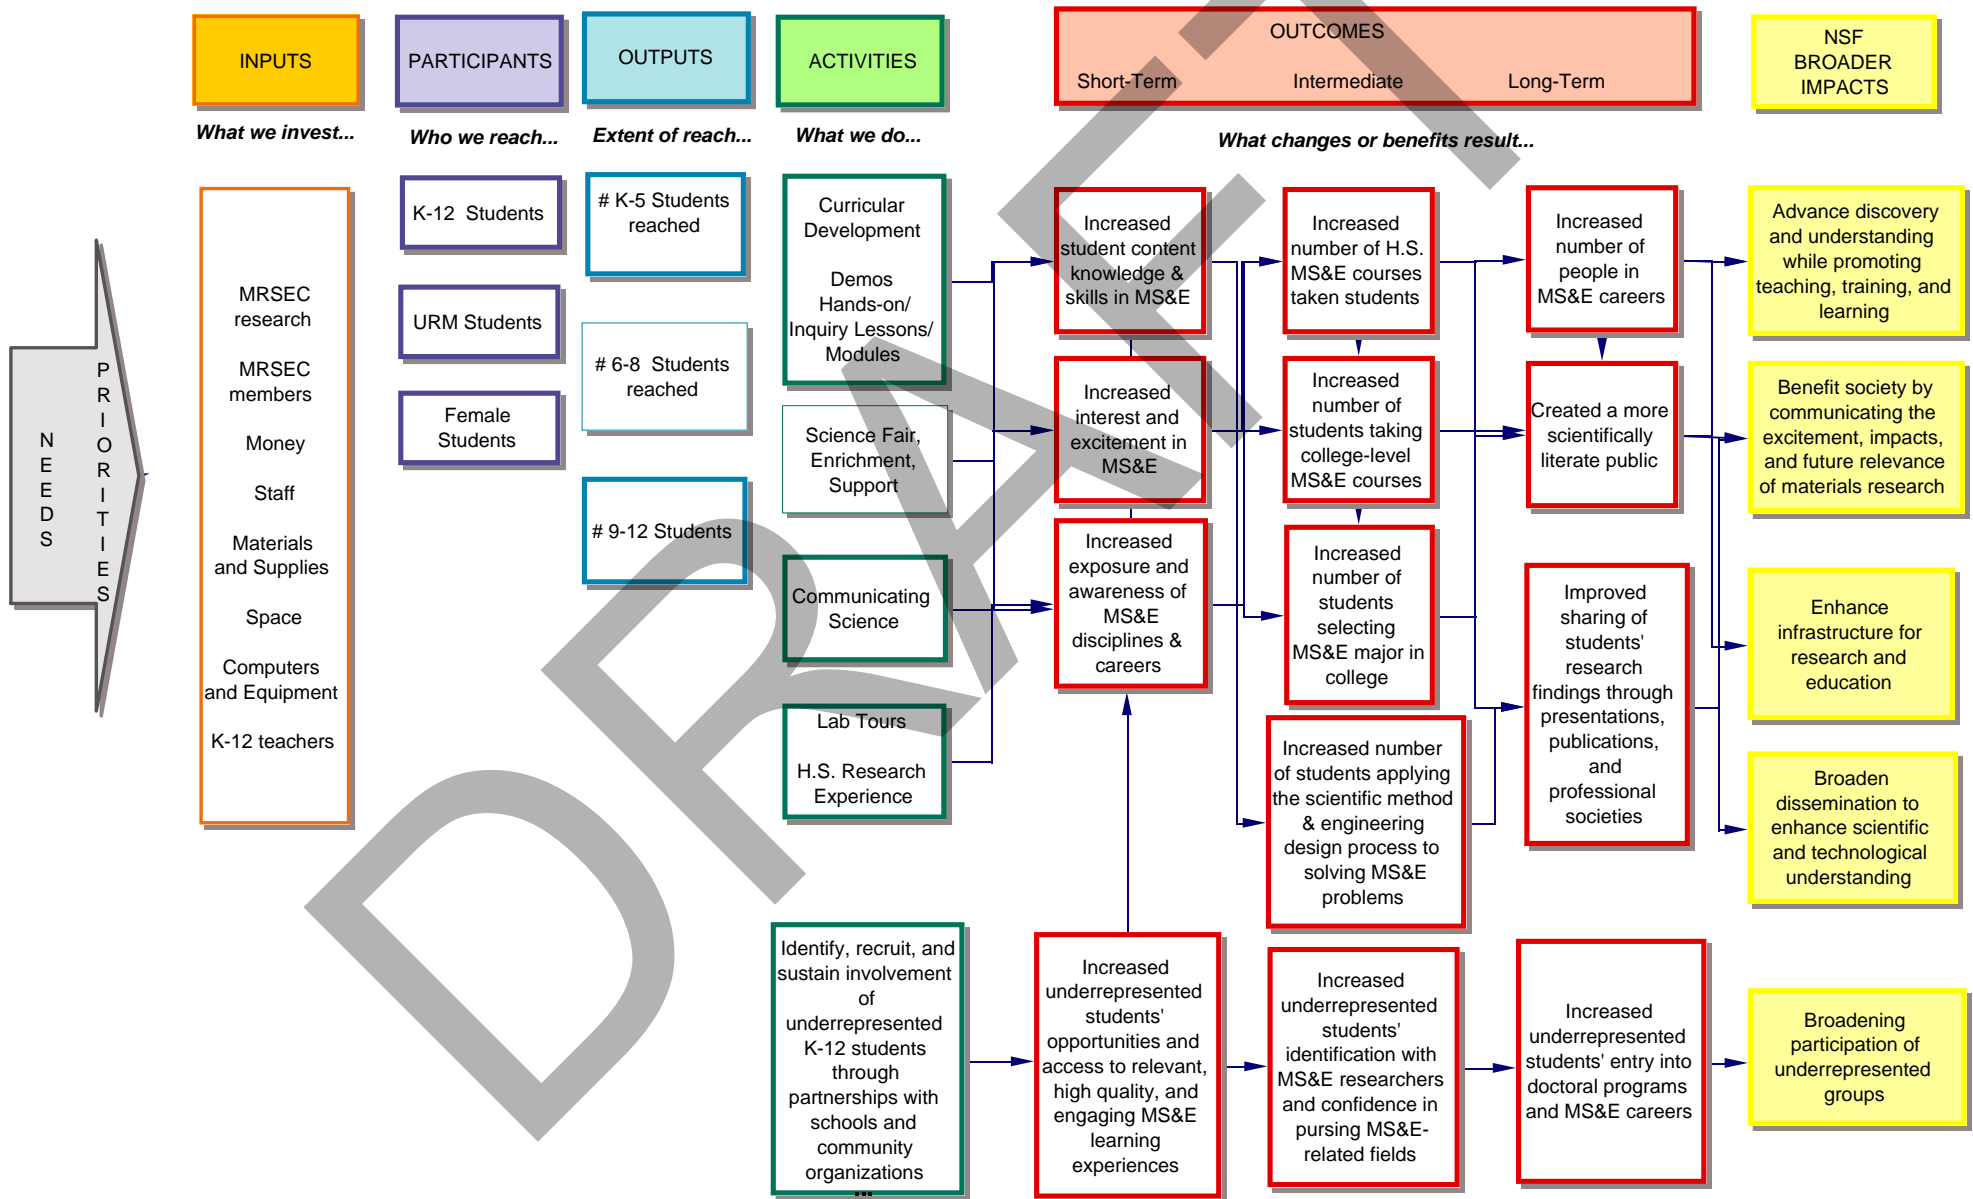 INPUTS
PARTICIPANTS
OUTPUTS
ACTIVITIES
OUTCOMES
Short-Term
Intermediate
Long-Term
NSF
BROADER
IMPACTS
What we invest...
Who we reach...
Extent of reach...
What we do...
What changes or benefits result...
NEEDS
PRIORITIES
MRSEC
research
MRSEC
members
Money
Staff
Materials
and Supplies
Space
Computers
and Equipment
K-12 teachers
K-12 Students
URM Students
Female
Students
# K-5 Students
reached
# 6-8 Students
reached
# 9-12 Students
Curricular
Development
Demos
Hands-on/
Inquiry Lessons/
Modules
Science Fair,
Enrichment,
Support
Communicating
Science
Lab Tours
H.S. Research
Experience
Identify, recruit, and
sustain involvement
of
underrepresented
K-12 students
through
partnerships with
schools and
community
organizations
...
Increased
student content
knowledge &
skills in MS&E
Increased
interest and
excitement in
MS&E
Increased
exposure and
awareness of
MS&E
disciplines &
careers
Increased
underrepresented
students'
opportunities and
access to relevant,
high quality, and
engaging MS&E
learning
experiences
Increased
number of H.S.
MS&E courses
taken students
Increased
number of
students taking
college-level
MS&E courses
Increased
number of
students
selecting
MS&E major in
college
Increased number
of students applying
the scientific method
& engineering
design process to
solving MS&E
problems
Increased
underrepresented
students'
identification with
MS&E researchers
and confidence in
pursing MS&E-
related fields
Increased
number of
people in
MS&E careers
Created a more
scientifically
literate public
Improved
sharing of
students'
research
findings through
presentations,
publications,
and
professional
societies
Increased
underrepresented
students' entry into
doctoral programs
and MS&E careers
Advance discovery
and understanding
while promoting
teaching, training, and
learning
Benefit society by
communicating the
excitement, impacts,
and future relevance
of materials research
Enhance
infrastructure for
research and
education
Broaden
dissemination to
enhance scientific
and technological
understanding
Broadening
participation of
underrepresented
groups
DRAFT